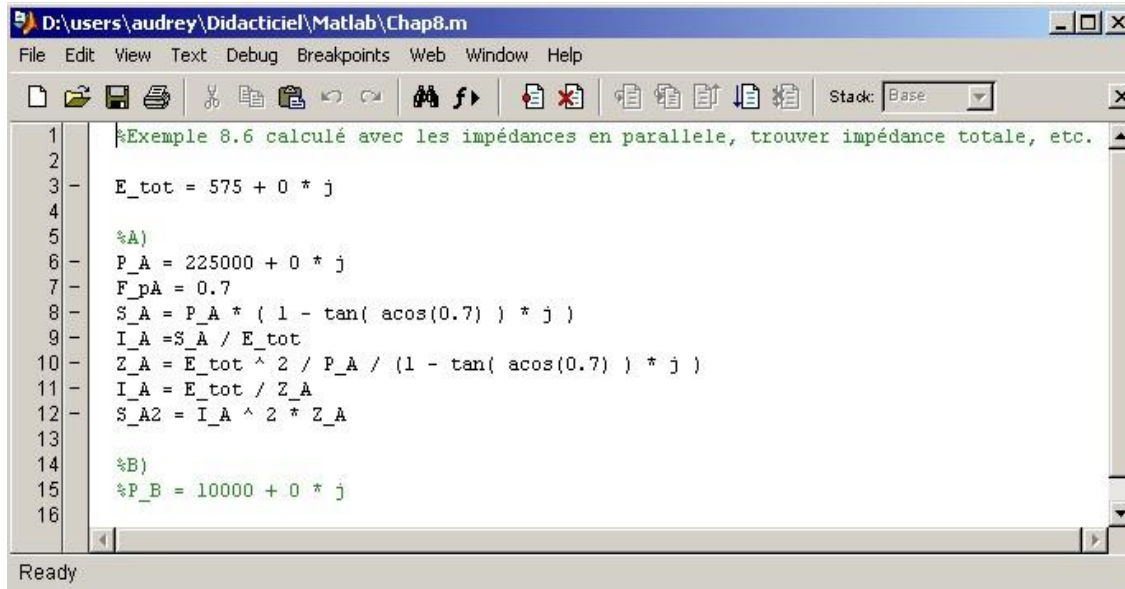 D:\users\audrey\Didacticiel\Matlab\Chap8.m
File Edit View Text Debug Breakpoints Web Window Help
Stack: Base
1 %Exemple 8.6 calculé avec les impédances en parallele, trouver impédance totale, etc.
2
3 - E_tot = 575 + 0 * j
4
5 %A)
6 - P_A = 225000 + 0 * j
7 - F_pA = 0.7
8 - S_A = P_A * ( 1 - tan( acos(0.7) ) * j )
9 - I_A =S_A / E_tot
10 - Z_A = E_tot ^ 2 / P_A / (1 - tan( acos(0.7) ) * j )
11 - I_A = E_tot / Z_A
12 - S_A2 = I_A ^ 2 * Z_A
13
14 %B)
15 %P_B = 10000 + 0 * j
16
Ready